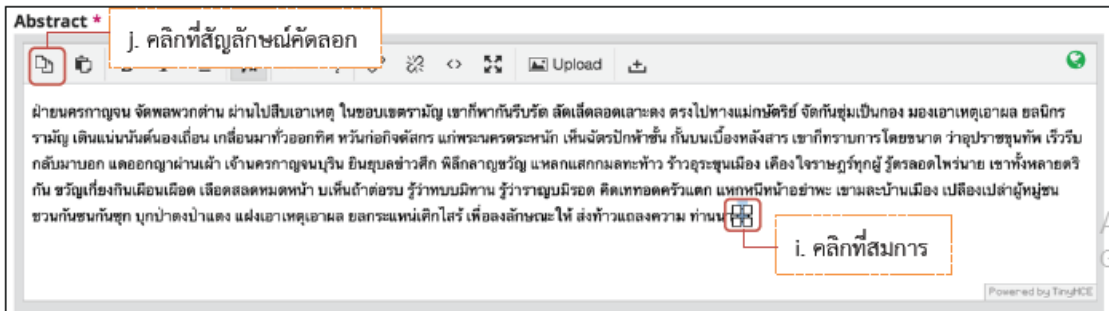 Abstract *
j. คลิกที่สัญลักษณ์คัดลอก
Upload
ฝ่ายนครกาญจน จัดพลพวกด่าน ผ่านไปสืบเอาเหตุ ในขอบเขตรามัญ เขาก็พากันรีบรัด ลัดเล็ดลอดเลาะดง ตรงไปทางแม่กษัตริย์ จัดกันซุ่มเป็นกอง มองเอาเหตุเอาผล ยลนิกร
รามัญ เดินแน่นนันต์นองเถื่อน เกลื่อนมาทั่วออกทิศ หวันก่อกิจดัสกร แก่พระนครตระหนัก เห็นฉัตรปักห้าชั้น กั้นบนเบื้องหลังสาร เขาก็ทราบการโดยขนาด ว่าอุปราชขุนทัพ เร็วรีบ
กลับมาบอก แดออกญาผ่านเผ้า เจ้านครกาญจนบุริน ยินยุบลข่าวศึก พิลึกลาญขวัญ แหลกแสกกมลทะท้าว ร้าวอุระขุนเมือง เคืองใจราษฎร์ทุกผู้ รู้ตรลอดไพร่นาย เขาทั้งหลายตริ
กัน ขวัญเกี่ยงกินเผือนเผือด เลือดสลดหมดหน้า บเห็นถ้าต่อรบ รู้ว่าทบบมิทาน รู้ว่าราญบมิรอด คิดเททอดครัวแตก แหกหนีหน้าอย่าพะ เขามละบ้านเมือง เปลืองเปล่าผู้หมู่ชน
ชวนกันซนกันซุก บุกป่าดงป่าแดง แฝงเอาเหตุเอาผล ยลกระแหน่เศิกไสร้ เพื่อลงลักษณะให้ ส่งท้าวแถลงความ ท่านนา
i. คลิกที่สมการ
Powered by TinyMCE